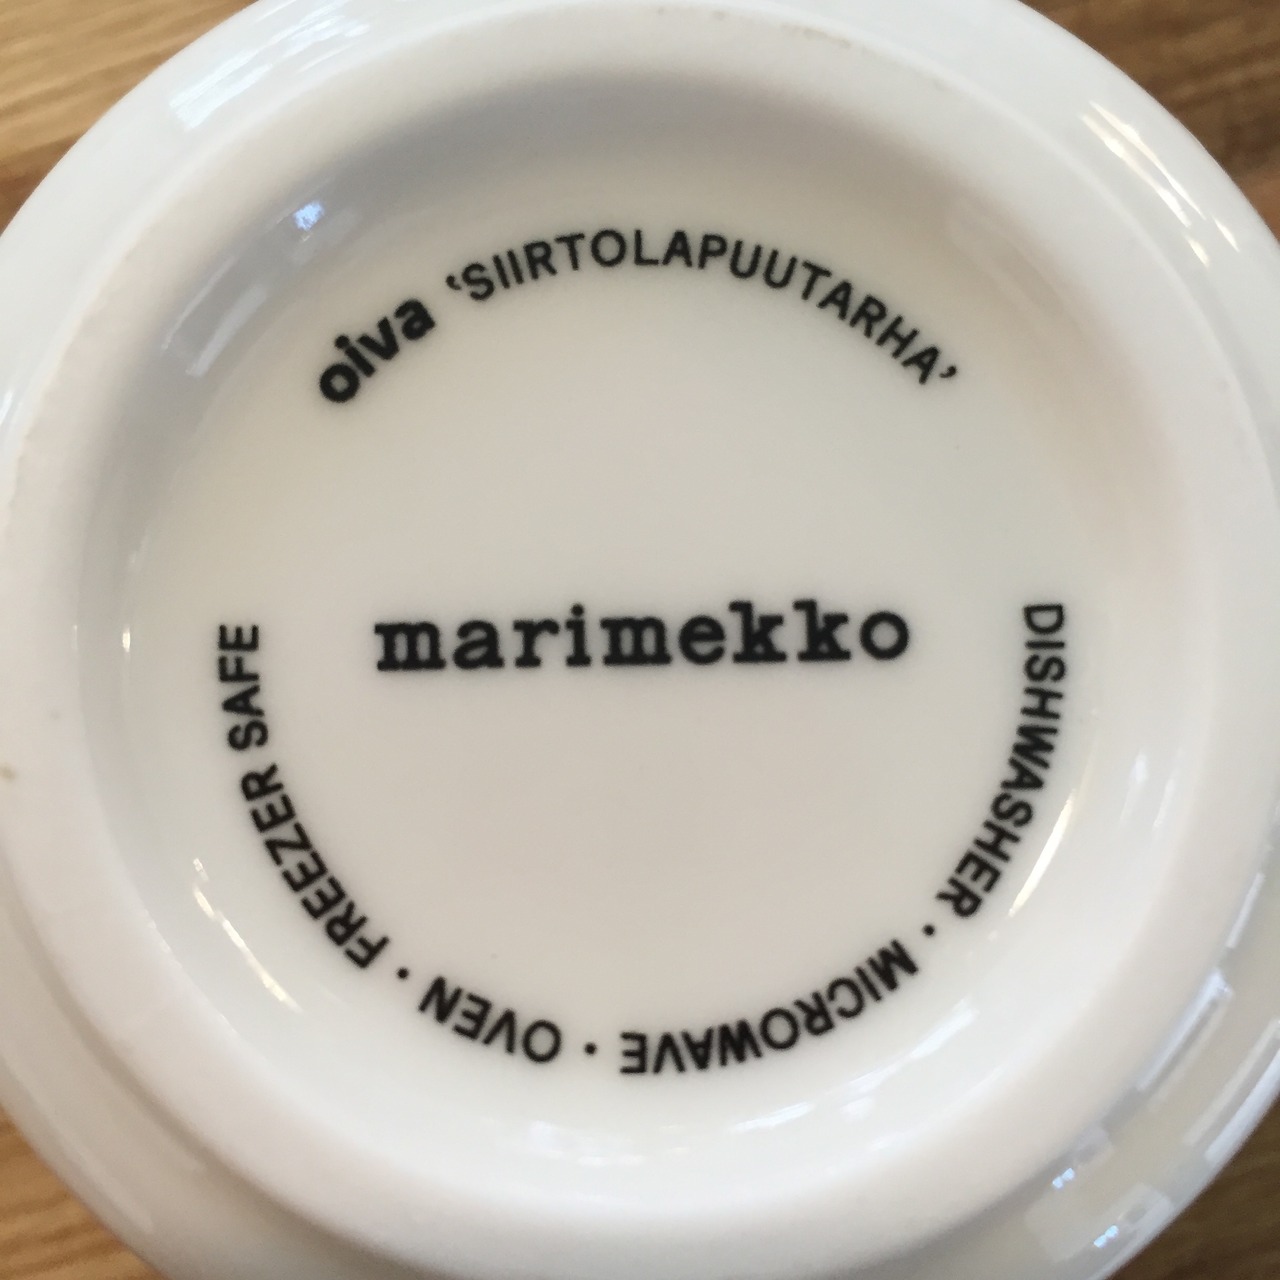 oiva ‘SIIRTOLAPUUTARHA’
marimekko
DISHWASHER · MICROWAVE · OVEN · FREEZER SAFE